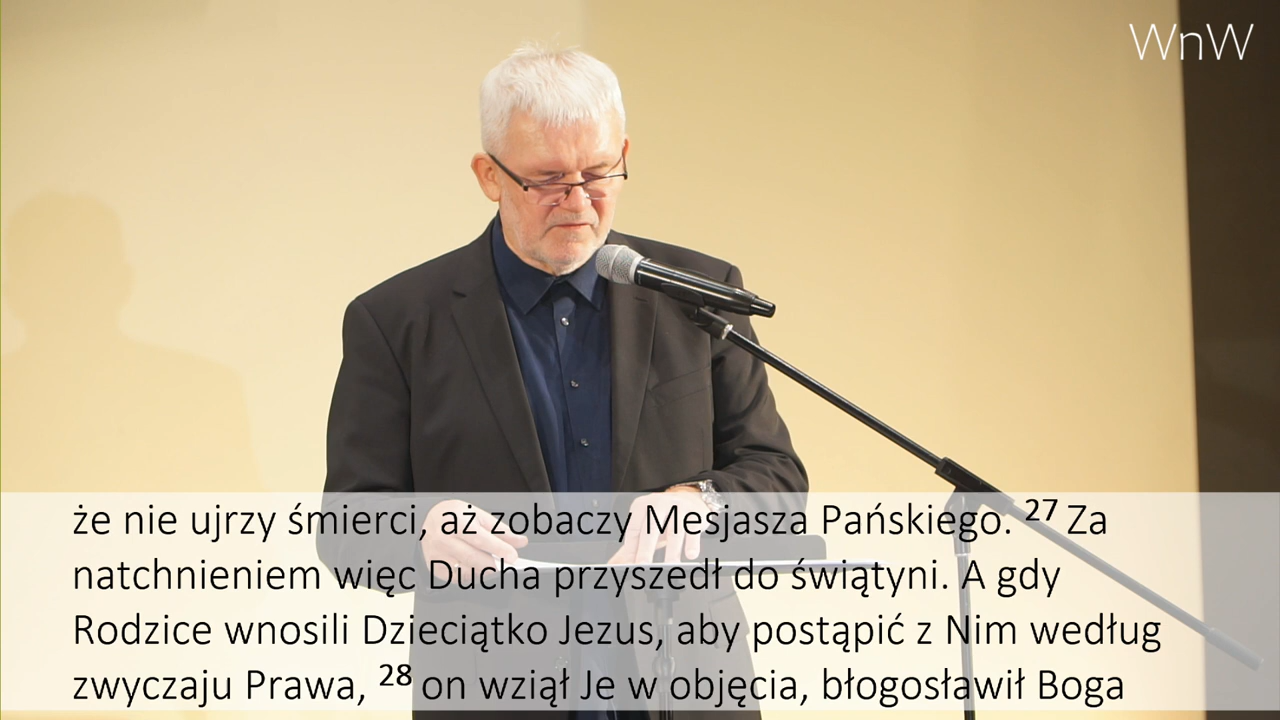 WnW
że nie ujrzy śmierci, aż zobaczy Mesjasza Pańskiego. ²⁷ Za
natchnieniem więc Ducha przyszedł do świątyni. A gdy
Rodzice wnosili Dzieciątko Jezus, aby postąpić z Nim według
zwyczaju Prawa, ²⁸ on wziął Je w objęcia, błogosławił Boga